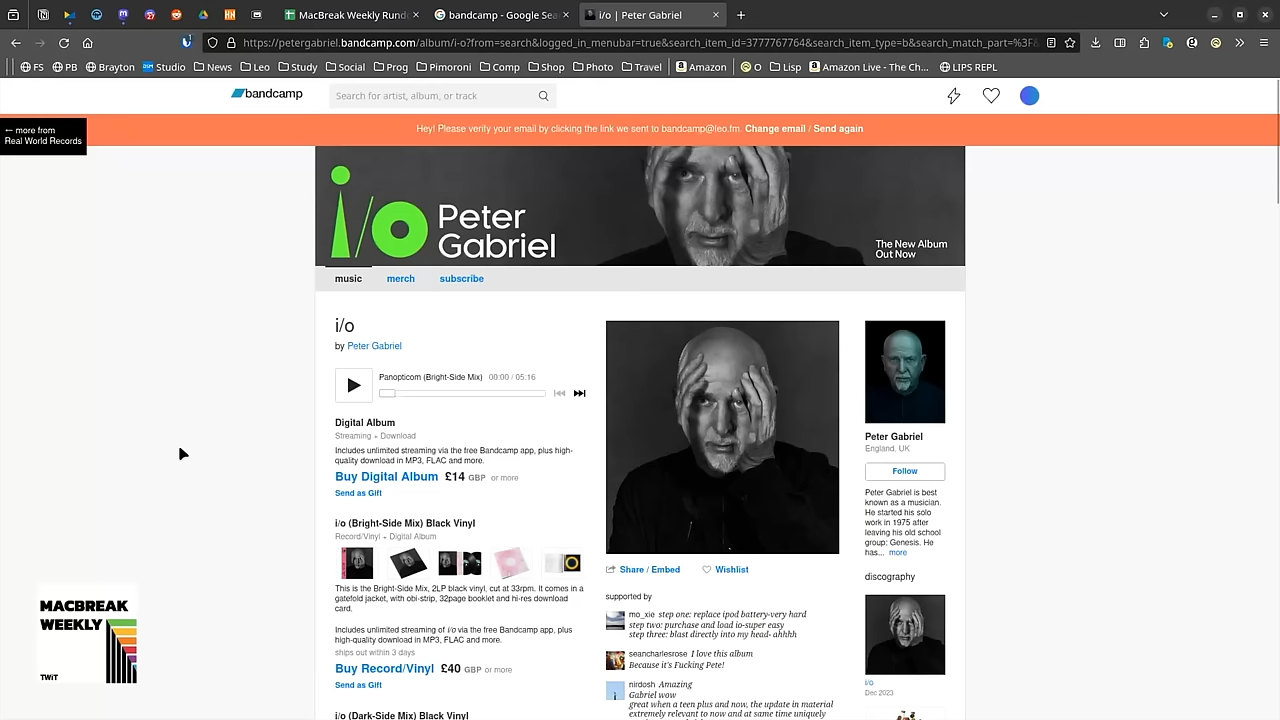 MacBreak Weekly Rund
bandcamp - Google Sea
i/o | Peter Gabriel
https://petergabriel.bandcamp.com/album/i-o?from=search&logged_in_menubar=true&search_item_id=3777767764&search_item_type=b&search_match_part=%3F&
FS PB Brayton Studio News Leo Study Social Prog Pimoroni Comp Shop Photo Travel Amazon O Lisp Amazon Live - The Ch... LIPS REPL
bandcamp
Search for artist, album, or track
Hey! Please verify your email by clicking the link we sent to bandcamp@leo.fm. Change email / Send again
← more from
Real World Records
i/o Peter
Gabriel
The New Album
Out Now
music merch subscribe
i/o
by Peter Gabriel
Panopticom (Bright-Side Mix) 00:00 / 05:16
Digital Album
Streaming + Download
Includes unlimited streaming via the free Bandcamp app, plus high-
quality download in MP3, FLAC and more.
Buy Digital Album £14 GBP or more
Send as Gift
i/o (Bright-Side Mix) Black Vinyl
Record/Vinyl + Digital Album
This is the Bright-Side Mix, 2LP black vinyl, cut at 33rpm. It comes in a
gatefold jacket, with obi-strip, 32page booklet and hi-res download
card.
Includes unlimited streaming of i/o via the free Bandcamp app, plus
high-quality download in MP3, FLAC and more.
ships out within 3 days
Buy Record/Vinyl £40 GBP or more
Send as Gift
i/o (Dark-Side Mix) Black Vinyl
Share / Embed Wishlist
supported by
mo_xie step one: replace ipod battery-very hard
step two: purchase and load io-super easy
step three: blast directly into my head- ahhhh
seancharlesrose I love this album
Because it's Fucking Pete!
nirdosh Amazing
Gabriel wow
great when a teen plus and now, the update in material
extremely relevant to now and at same time uniquely
Peter Gabriel
England, UK
Follow
Peter Gabriel is best
known as a musician.
He started his solo
work in 1975 after
leaving his old school
group: Genesis. He
has... more
discography
i/o
Dec 2023
MACBREAK
WEEKLY
TWiT